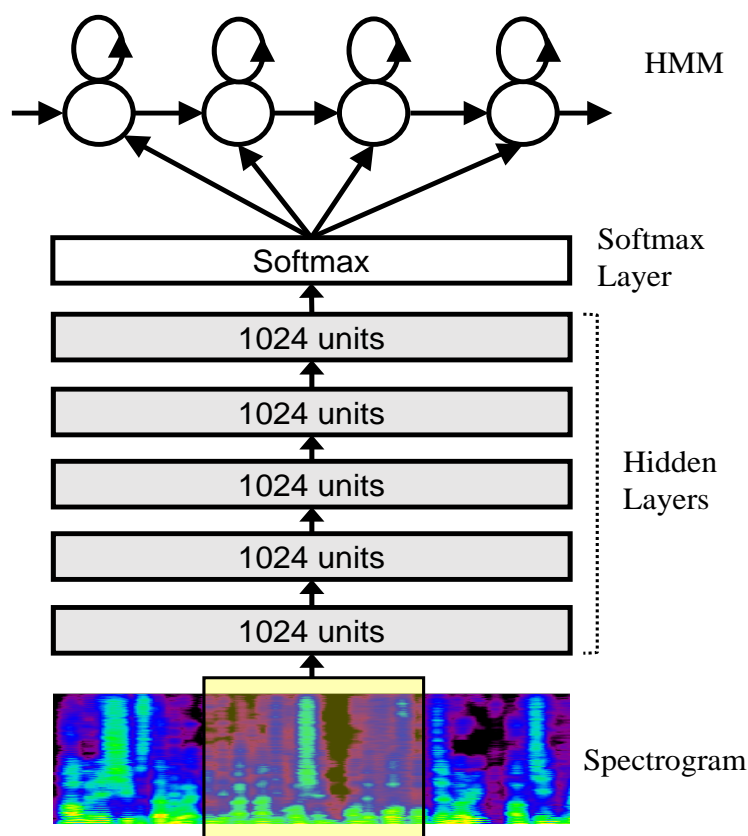 HMM
Softmax
Softmax
Layer
1024 units
1024 units
1024 units
1024 units
1024 units
Hidden
Layers
Spectrogram